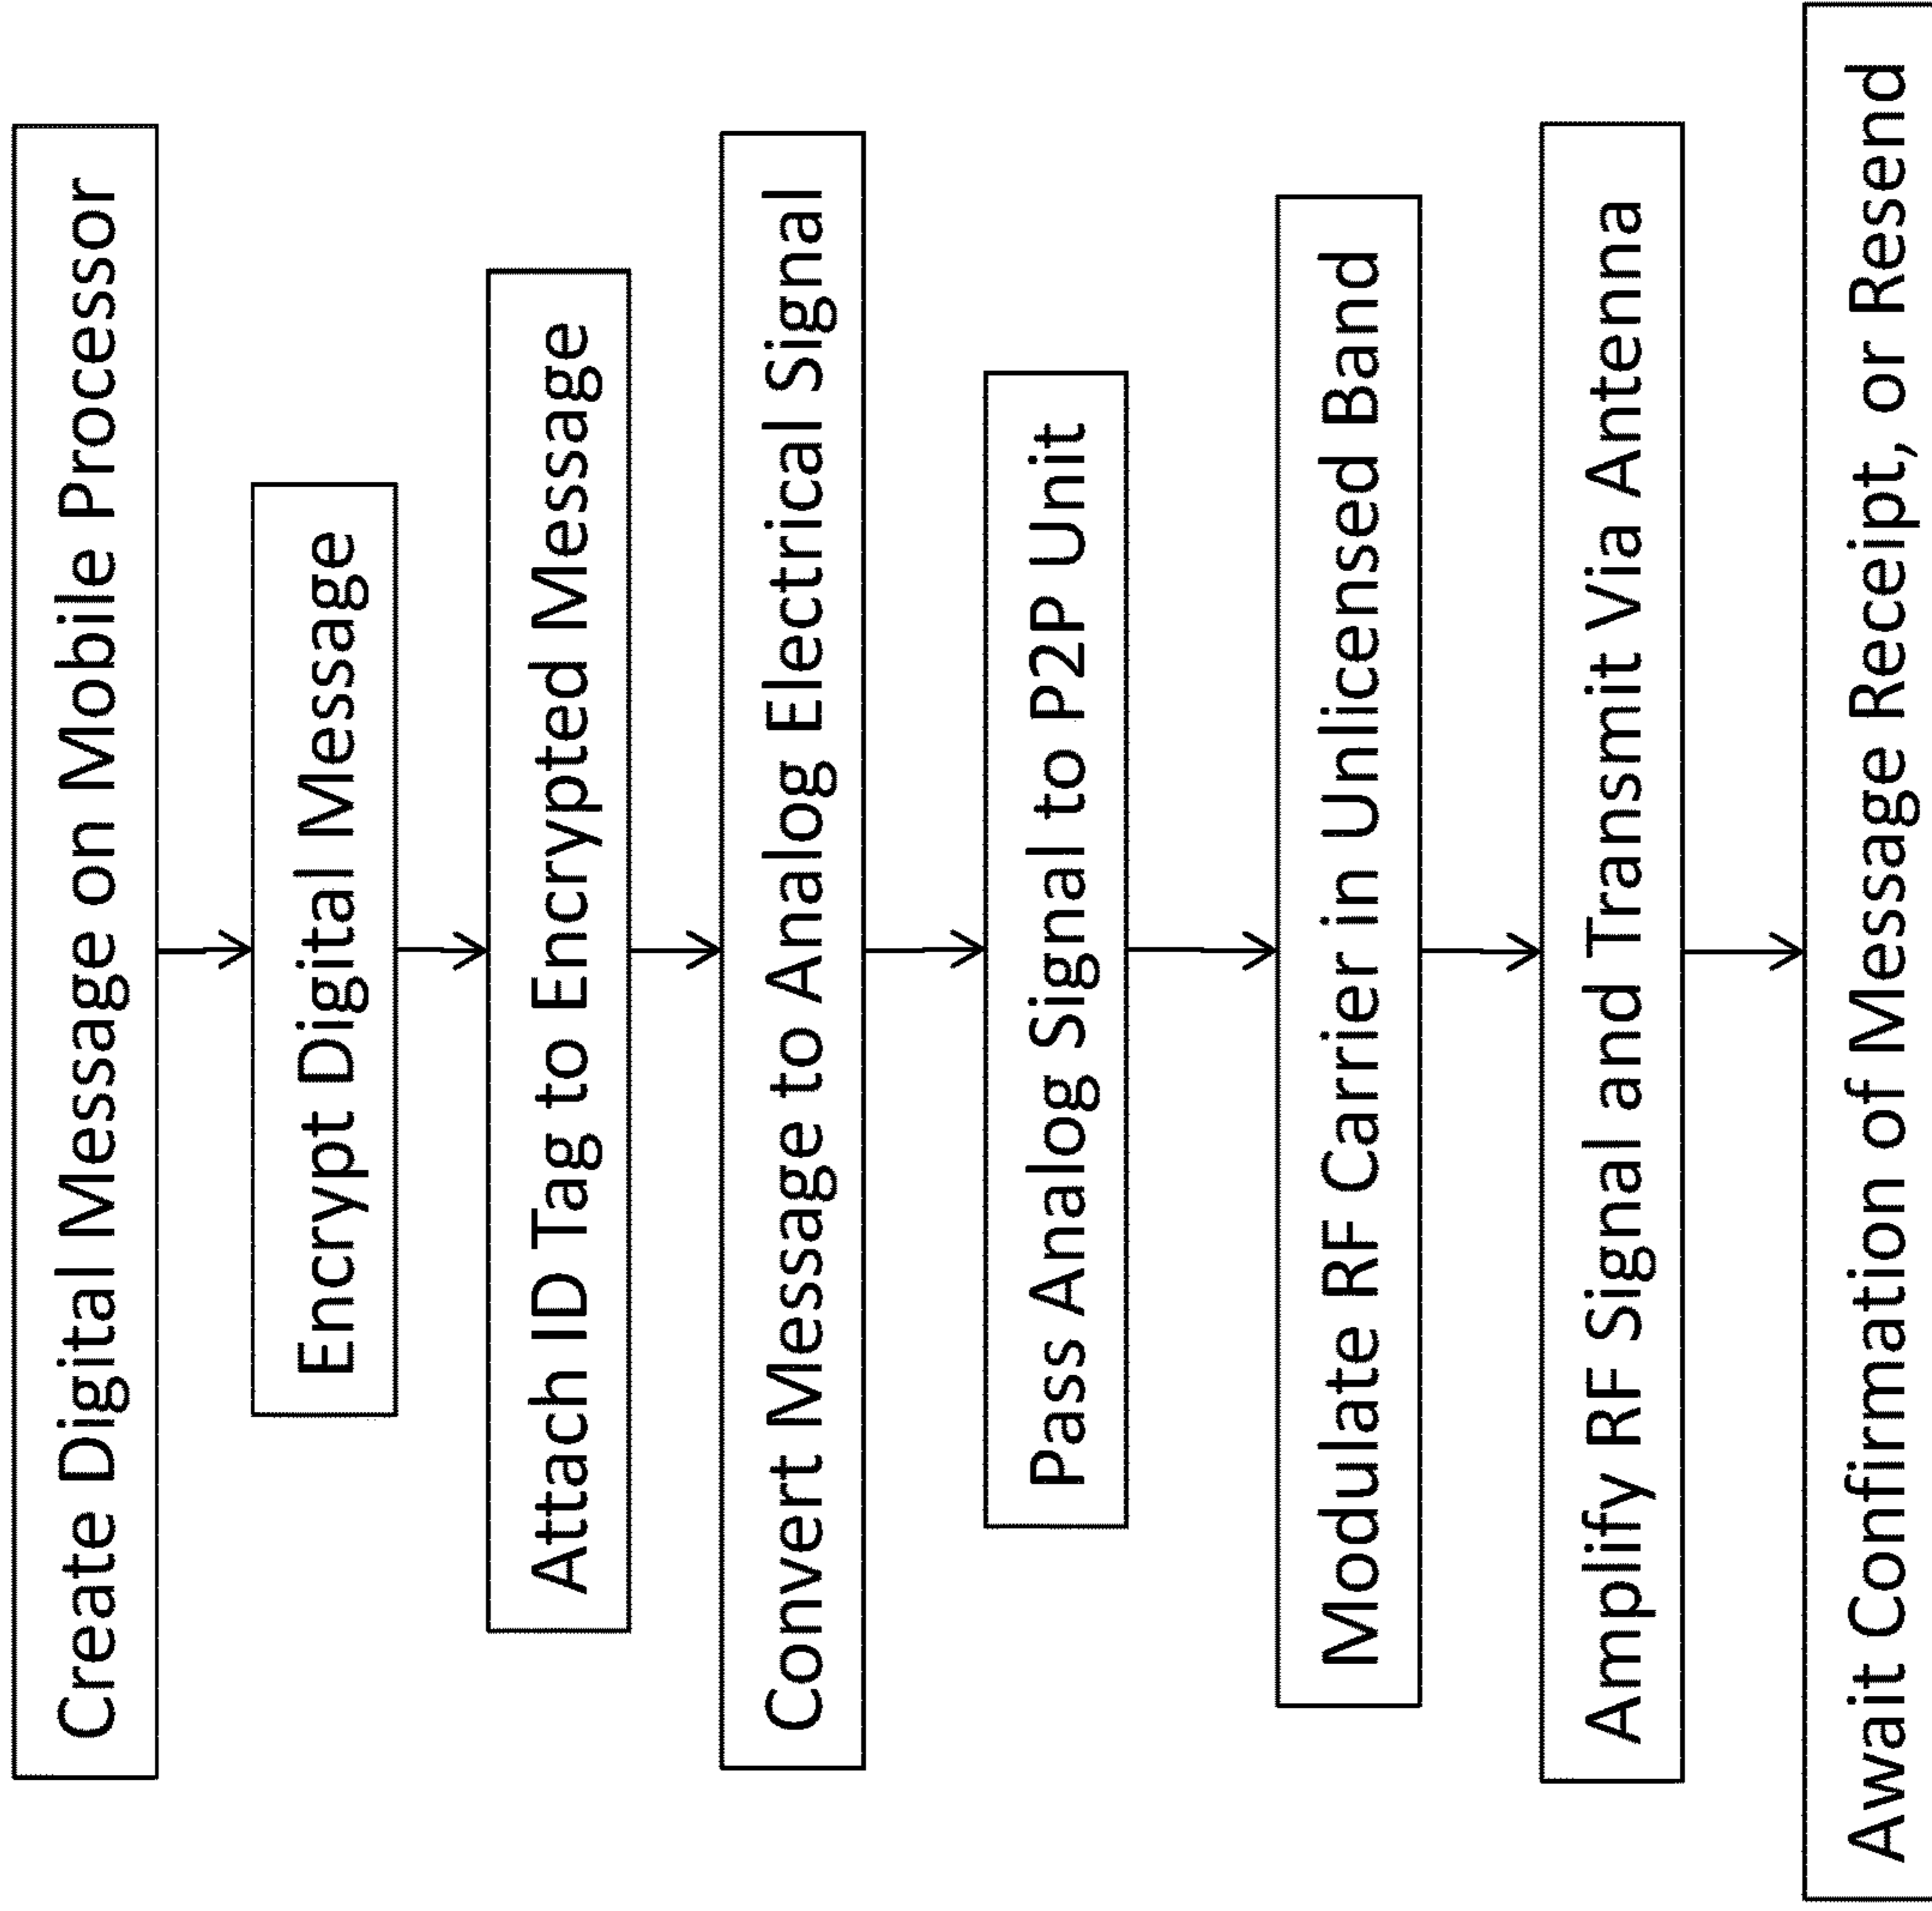 Create Digital Message on Mobile Processor
Encrypt Digital Message
Attach ID Tag to Encrypted Message
Convert Message to Analog Electrical Signal
Pass Analog Signal to P2P Unit
Modulate RF Carrier in Unlicensed Band
Amplify RF Signal and Transmit Via Antenna
Await Confirmation of Message Receipt, or Resend